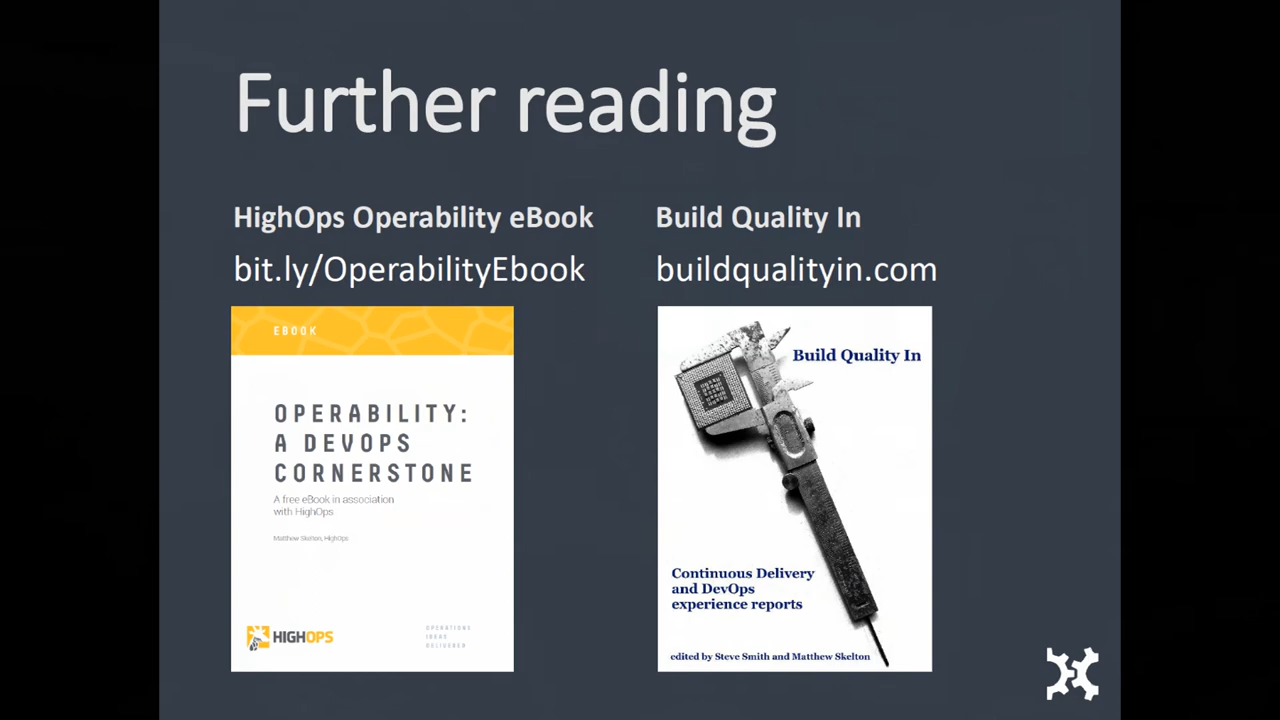 Further reading
HighOps Operability eBook
bit.ly/OperabilityEbook
EBOOK
OPERABILITY:
A DEVOPS
CORNERSTONE
A free eBook in association
with HighOps
Matthew Skelton, HighOps
HIGHOPS
OPERATIONS
IDEAS
DELIVERED
Build Quality In
buildqualityin.com
Build Quality In
Continuous Delivery
and DevOps
experience reports
edited by Steve Smith and Matthew Skelton